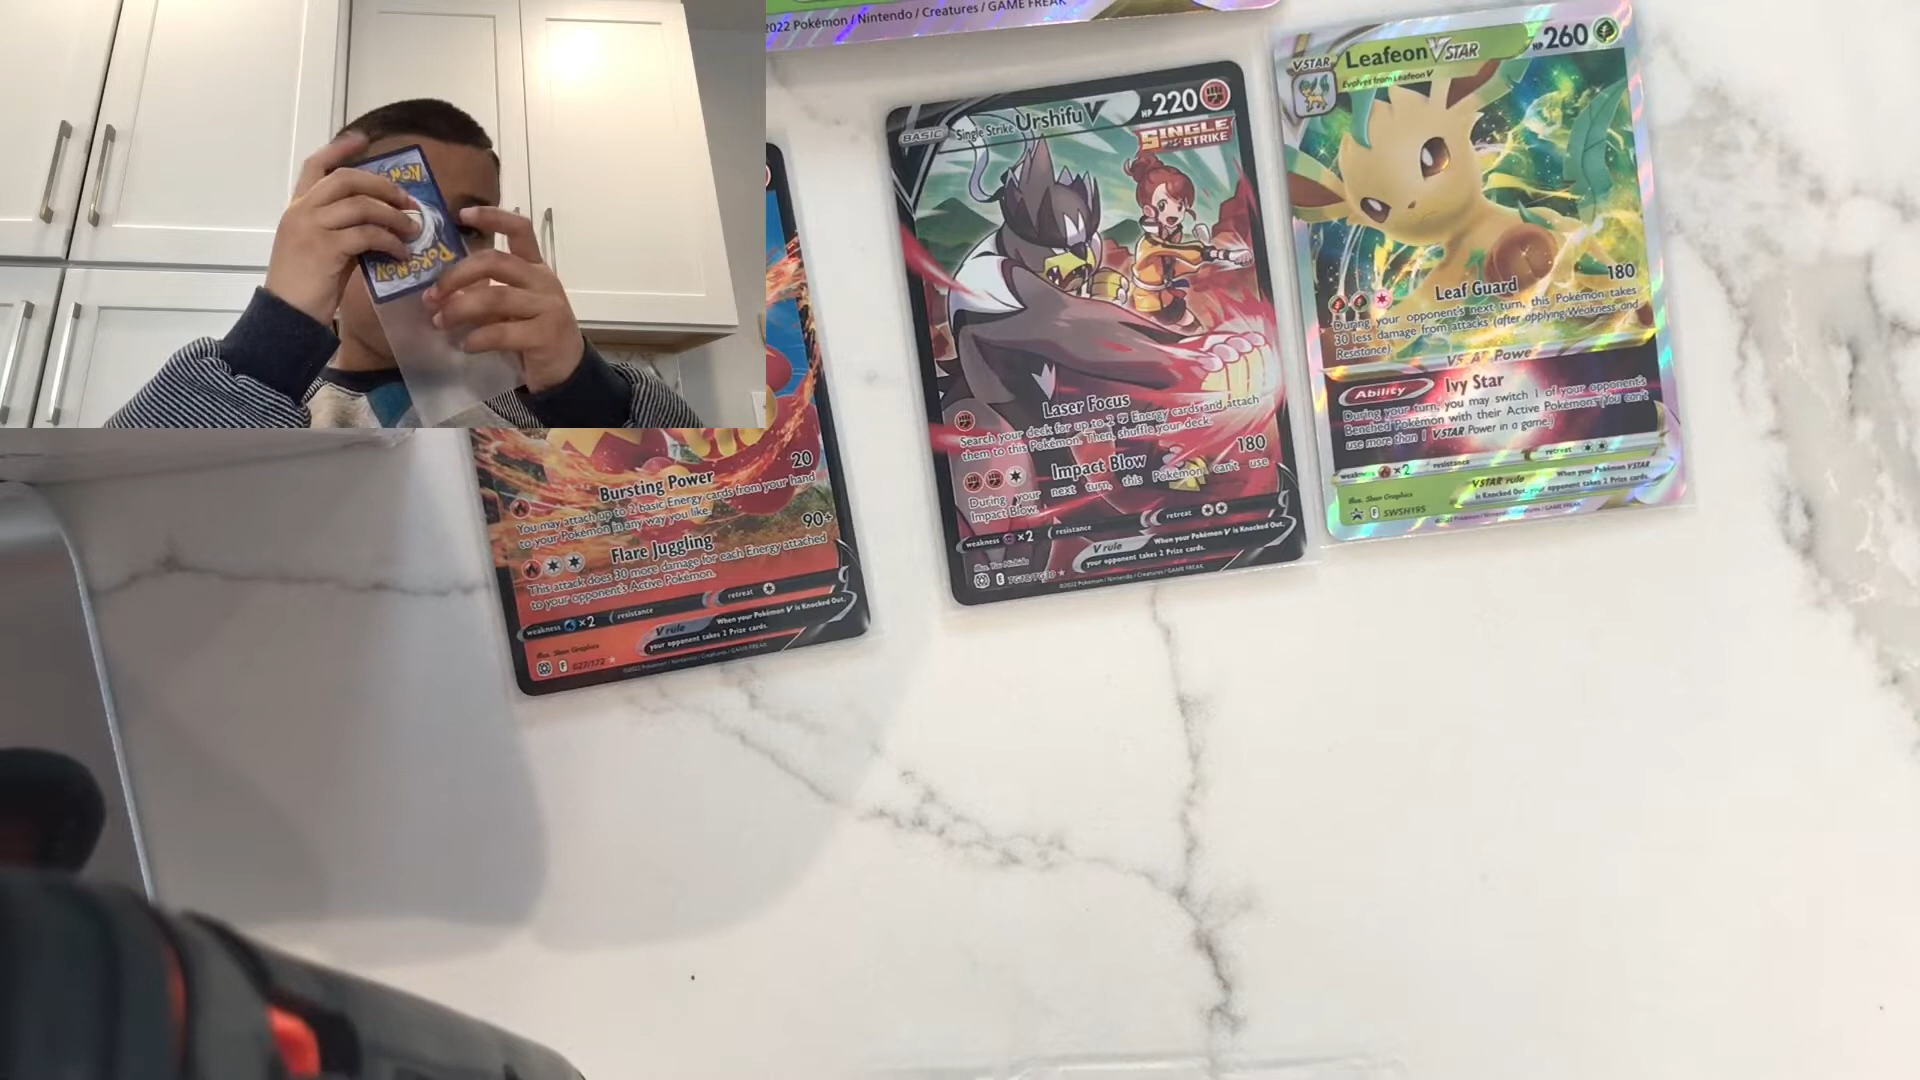 2022 Pokémon / Nintendo / Creatures / GAME FREAK
POKÉMON
Bursting Power 20
You may attach up to 2 basic Energy cards from your hand
to your Pokémon in any way you like.
Flare Juggling 90+
This attack does 30 more damage for each Energy attached
to your opponent's Active Pokémon.
weakness ×2 resistance retreat
V rule When your Pokémon V is Knocked Out,
your opponent takes 2 Prize cards.
F 027/172
BASIC Single Strike Urshifu V HP 220
SINGLE
STRIKE
Laser Focus
Search your deck for up to 2 Energy cards and attach
them to this Pokémon. Then, shuffle your deck.
Impact Blow 180
During your next turn, this Pokémon can't use
Impact Blow.
weakness ×2 resistance retreat
V rule When your Pokémon V is Knocked Out,
your opponent takes 2 Prize cards.
©2022 Pokémon / Nintendo / Creatures / GAME FREAK
VSTAR Leafeon VSTAR HP 260
Evolves from Leafeon V
Leaf Guard 180
During your opponent's next turn, this Pokémon takes
30 less damage from attacks (after applying Weakness and
Resistance).
VSTAR Power
Ability Ivy Star
During your turn, you may switch 1 of your opponent's
Benched Pokémon with their Active Pokémon. (You can't
use more than 1 VSTAR Power in a game.)
weakness ×2 resistance retreat
VSTAR rule When your Pokémon VSTAR
is Knocked Out, your opponent takes 2 Prize cards.
Illus. 5ban Graphics
F SWSH195